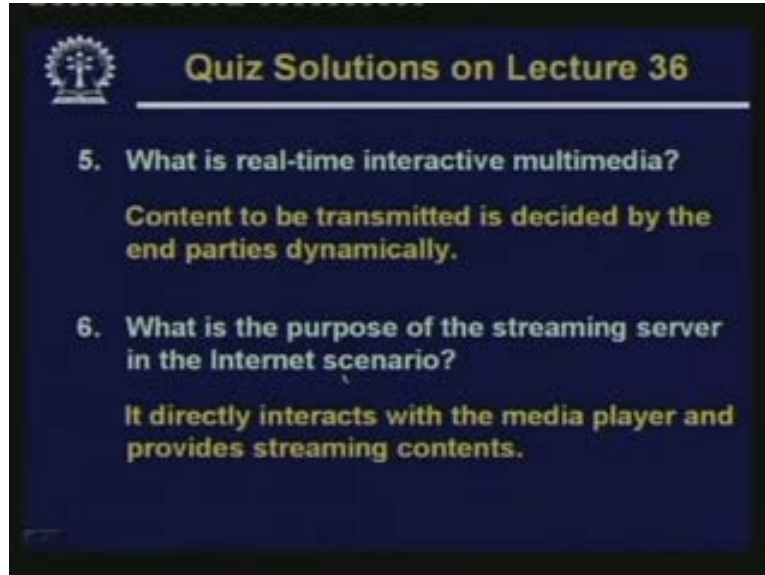 Quiz Solutions on Lecture 36
5. What is real-time interactive multimedia?
Content to be transmitted is decided by the
end parties dynamically.
6. What is the purpose of the streaming server
in the Internet scenario?
It directly interacts with the media player and
provides streaming contents.